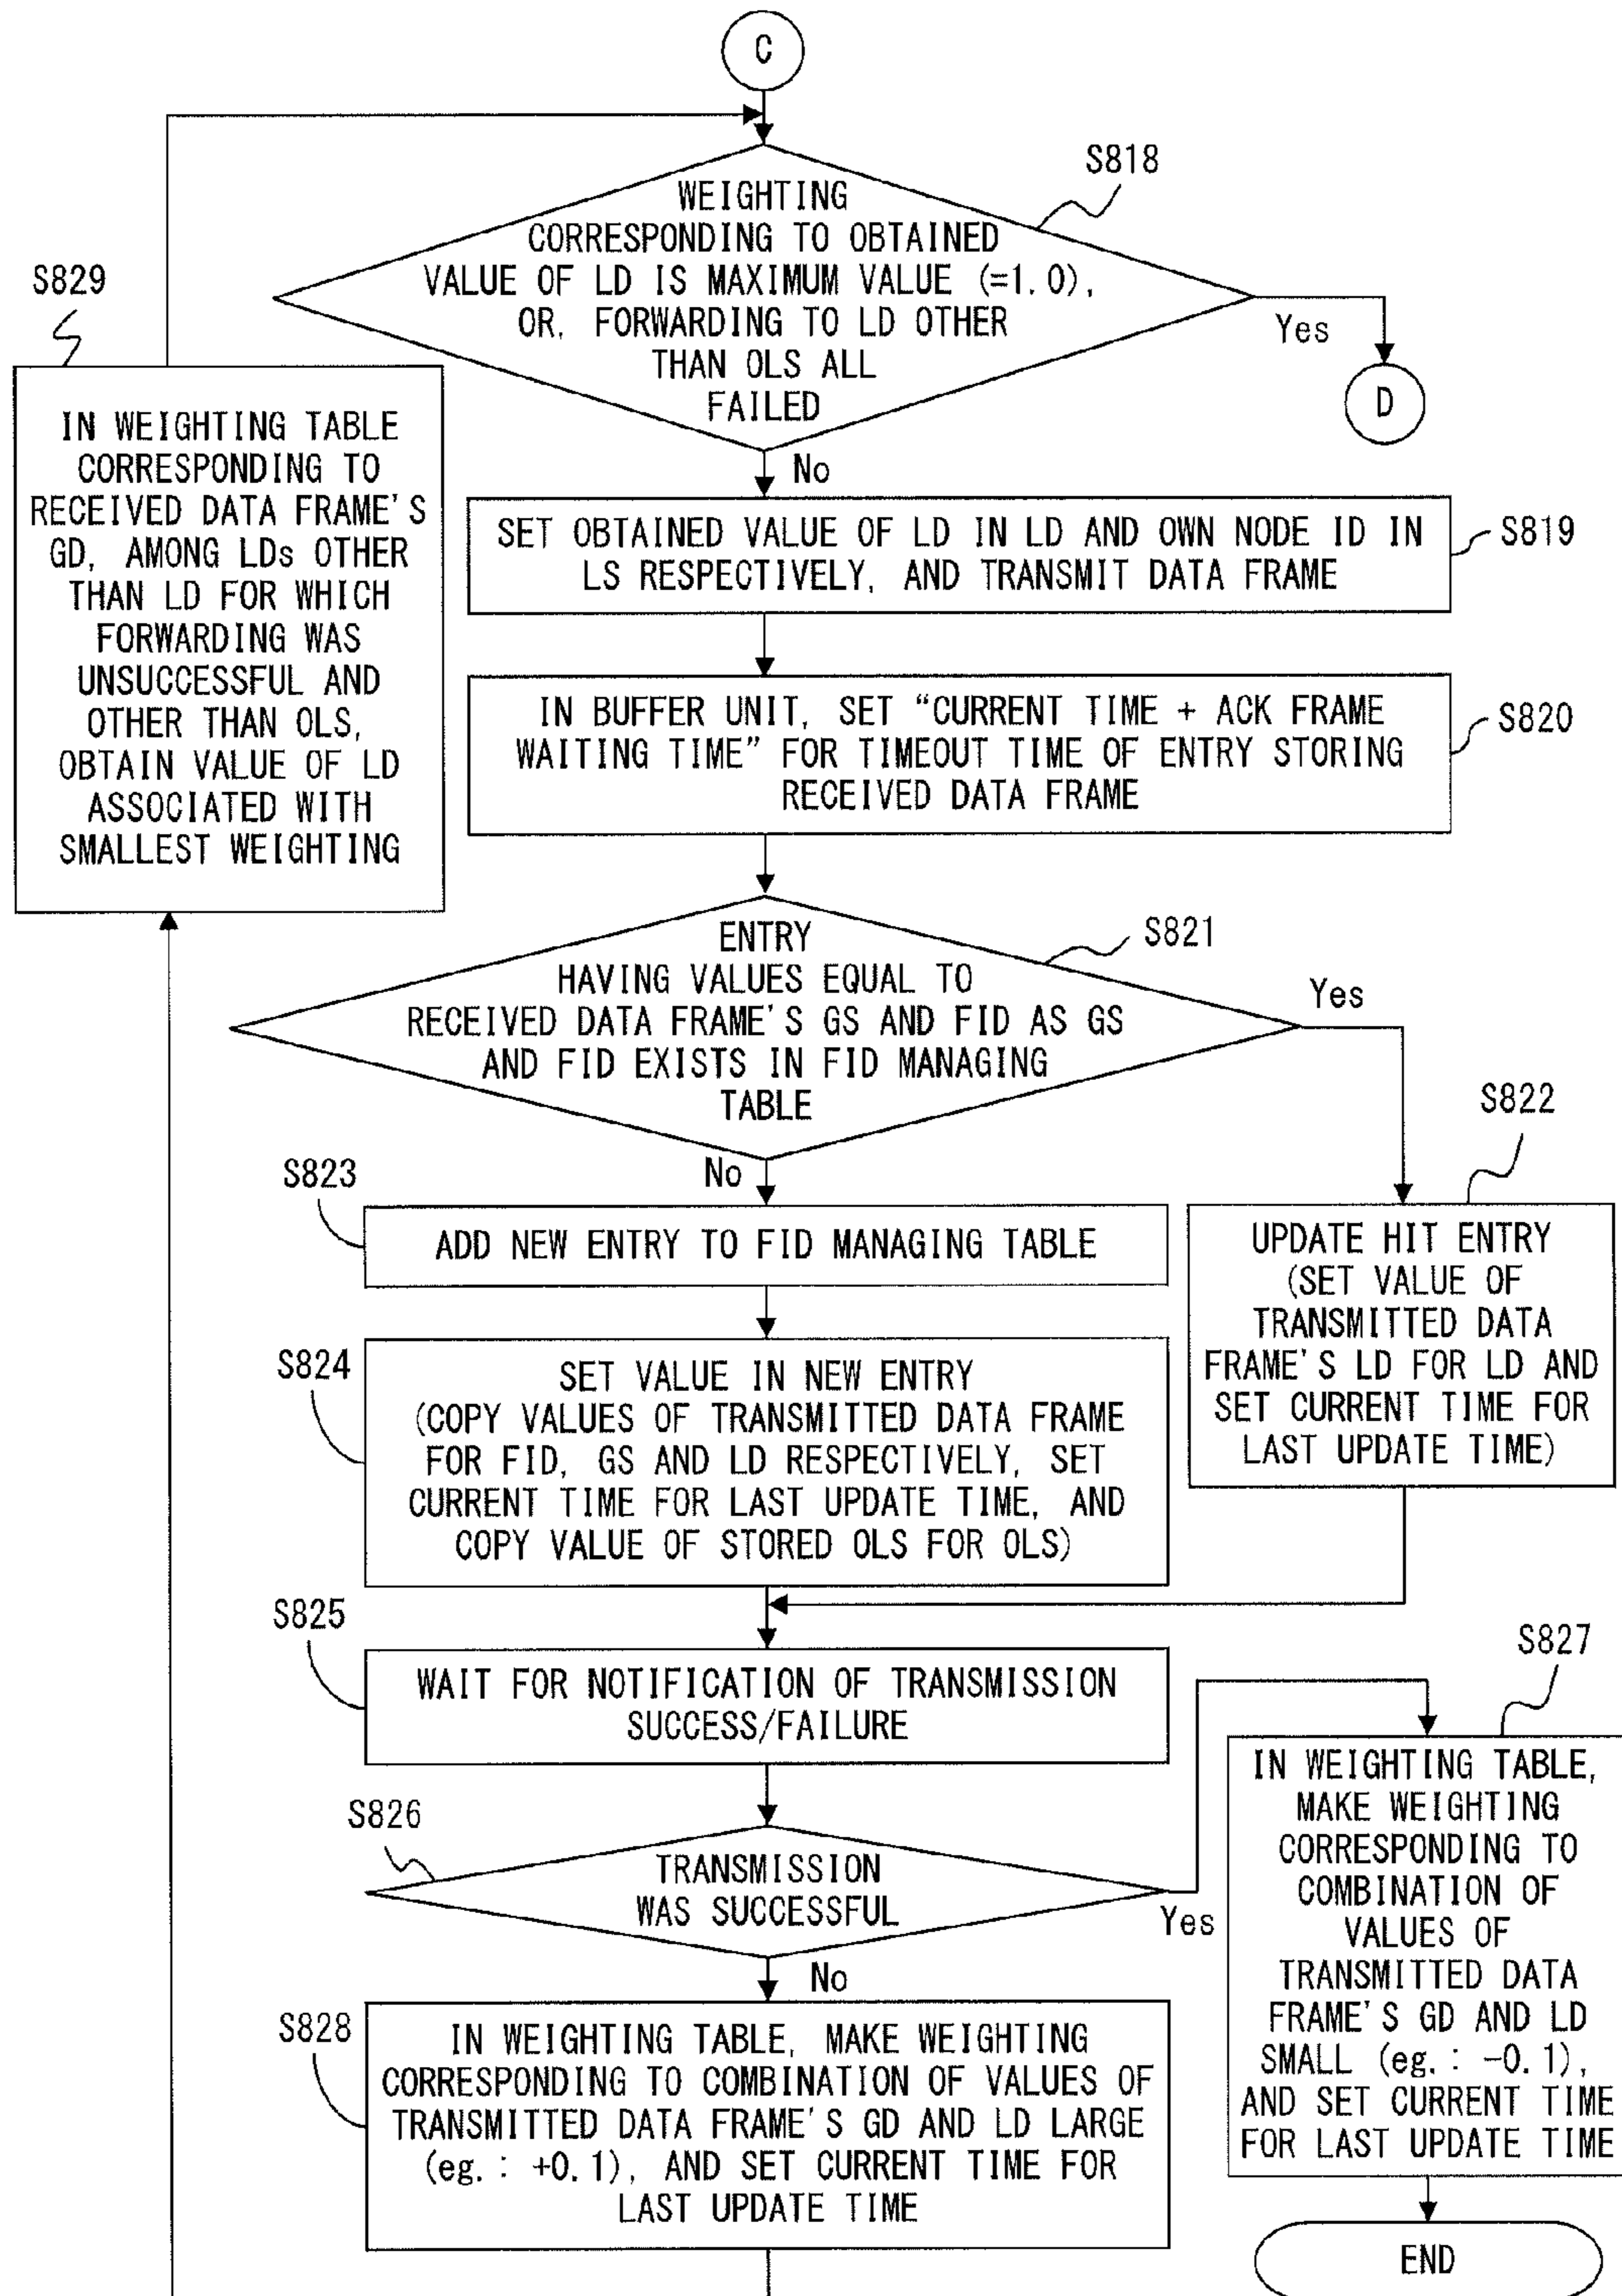 C
S818
WEIGHTING
CORRESPONDING TO OBTAINED
VALUE OF LD IS MAXIMUM VALUE (=1.0),
OR, FORWARDING TO LD OTHER
THAN OLS ALL
FAILED
Yes
D
No
S829
IN WEIGHTING TABLE
CORRESPONDING TO
RECEIVED DATA FRAME'S
GD, AMONG LDs OTHER
THAN LD FOR WHICH
FORWARDING WAS
UNSUCCESSFUL AND
OTHER THAN OLS,
OBTAIN VALUE OF LD
ASSOCIATED WITH
SMALLEST WEIGHTING
SET OBTAINED VALUE OF LD IN LD AND OWN NODE ID IN
LS RESPECTIVELY, AND TRANSMIT DATA FRAME
S819
IN BUFFER UNIT, SET “CURRENT TIME + ACK FRAME
WAITING TIME” FOR TIMEOUT TIME OF ENTRY STORING
RECEIVED DATA FRAME
S820
ENTRY
HAVING VALUES EQUAL TO
RECEIVED DATA FRAME'S GS AND FID AS GS
AND FID EXISTS IN FID MANAGING
TABLE
S821
Yes
No
S822
UPDATE HIT ENTRY
(SET VALUE OF
TRANSMITTED DATA
FRAME'S LD FOR LD AND
SET CURRENT TIME FOR
LAST UPDATE TIME)
S823
ADD NEW ENTRY TO FID MANAGING TABLE
S824
SET VALUE IN NEW ENTRY
(COPY VALUES OF TRANSMITTED DATA FRAME
FOR FID, GS AND LD RESPECTIVELY, SET
CURRENT TIME FOR LAST UPDATE TIME, AND
COPY VALUE OF STORED OLS FOR OLS)
S825
WAIT FOR NOTIFICATION OF TRANSMISSION
SUCCESS/FAILURE
S826
TRANSMISSION
WAS SUCCESSFUL
Yes
No
S827
IN WEIGHTING TABLE,
MAKE WEIGHTING
CORRESPONDING TO
COMBINATION OF
VALUES OF
TRANSMITTED DATA
FRAME'S GD AND LD
SMALL (eg.: -0.1),
AND SET CURRENT TIME
FOR LAST UPDATE TIME
S828
IN WEIGHTING TABLE, MAKE WEIGHTING
CORRESPONDING TO COMBINATION OF VALUES OF
TRANSMITTED DATA FRAME'S GD AND LD LARGE
(eg.: +0.1), AND SET CURRENT TIME FOR
LAST UPDATE TIME
END